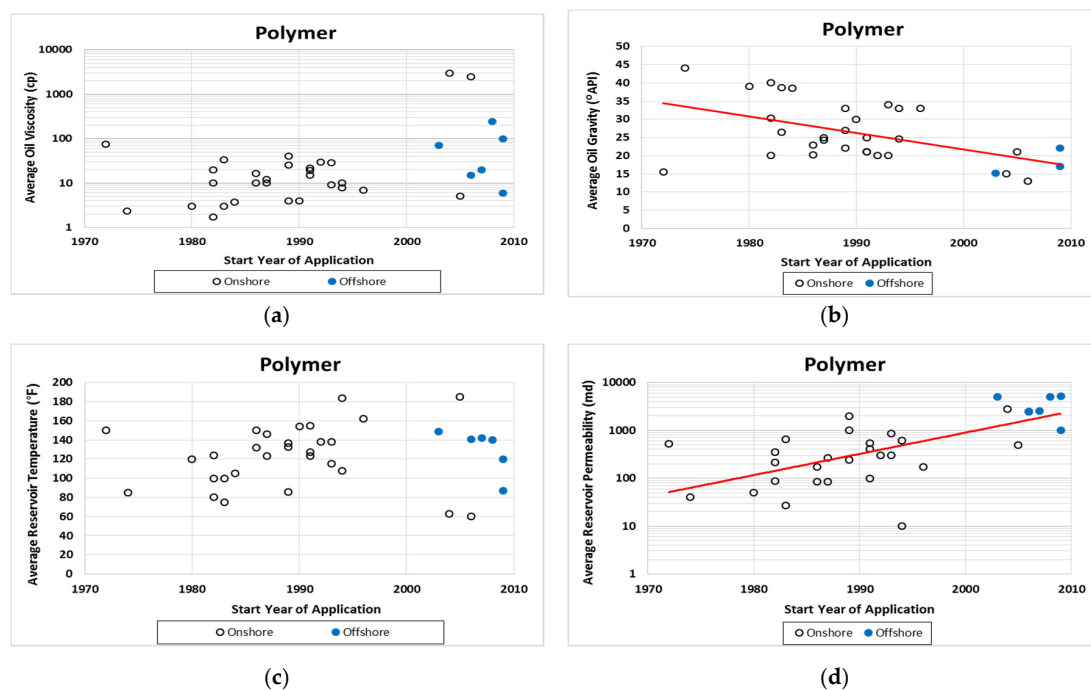 Polymer
Average Oil Viscosity (cp)
10000
1000
100
10
1
1970 1980 1990 2000 2010
Start Year of Application
Onshore Offshore
(a)
Polymer
Average Oil Gravity (⁰API)
50
45
40
35
30
25
20
15
10
5
0
1970 1980 1990 2000 2010
Start Year of Application
Onshore Offshore
(b)
Polymer
Average Reservoir Temperature (°F)
200
180
160
140
120
100
80
60
40
20
0
1970 1980 1990 2000 2010
Start Year of Application
Onshore Offshore
(c)
Polymer
Average Reservoir Permeability (md)
10000
1000
100
10
1
1970 1980 1990 2000 2010
Start Year of Application
Onshore Offshore
(d)